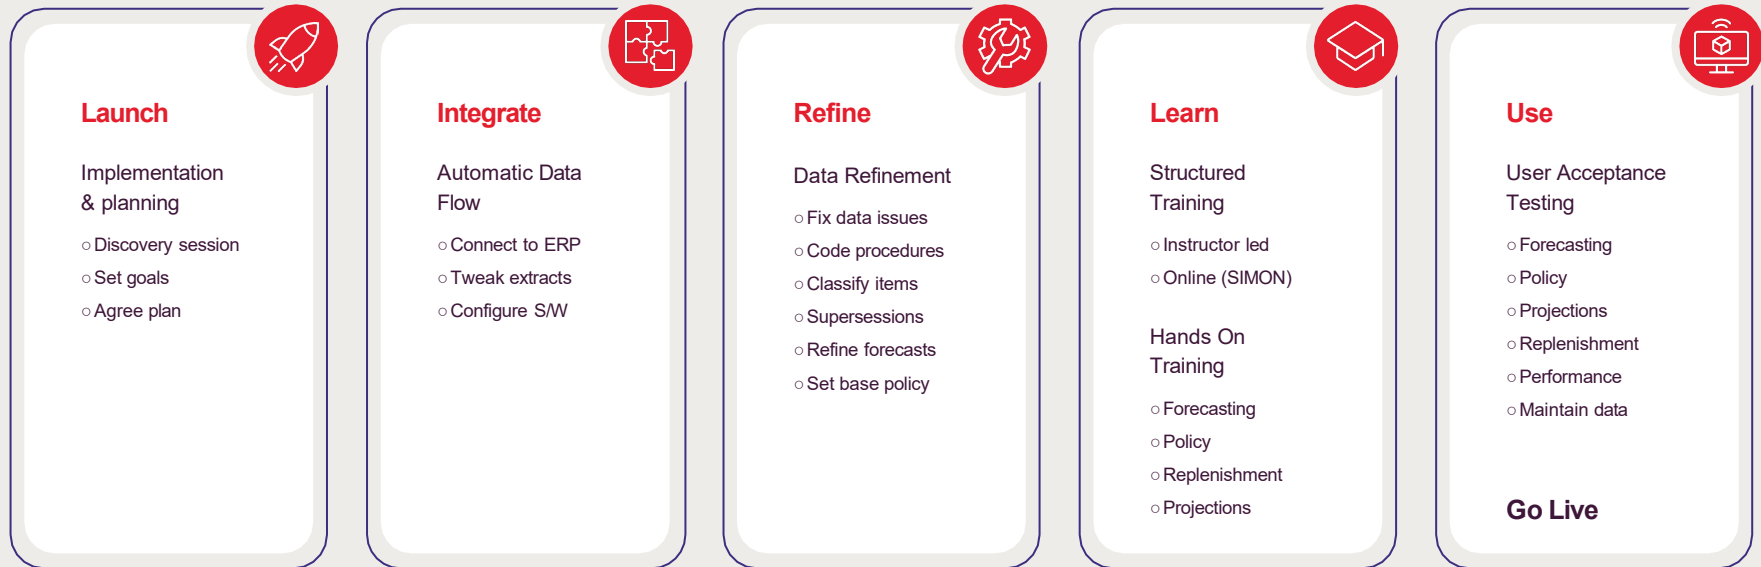 Launch
Implementation
& planning
○ Discovery session
○ Set goals
○ Agree plan
Integrate
Automatic Data
Flow
○ Connect to ERP
○ Tweak extracts
○ Configure S/W
Refine
Data Refinement
○ Fix data issues
○ Code procedures
○ Classify items
○ Supersessions
○ Refine forecasts
○ Set base policy
Learn
Structured
Training
○ Instructor led
○ Online (SIMON)
Hands On
Training
○ Forecasting
○ Policy
○ Replenishment
○ Projections
Use
User Acceptance
Testing
○ Forecasting
○ Policy
○ Projections
○ Replenishment
○ Performance
○ Maintain data
Go Live